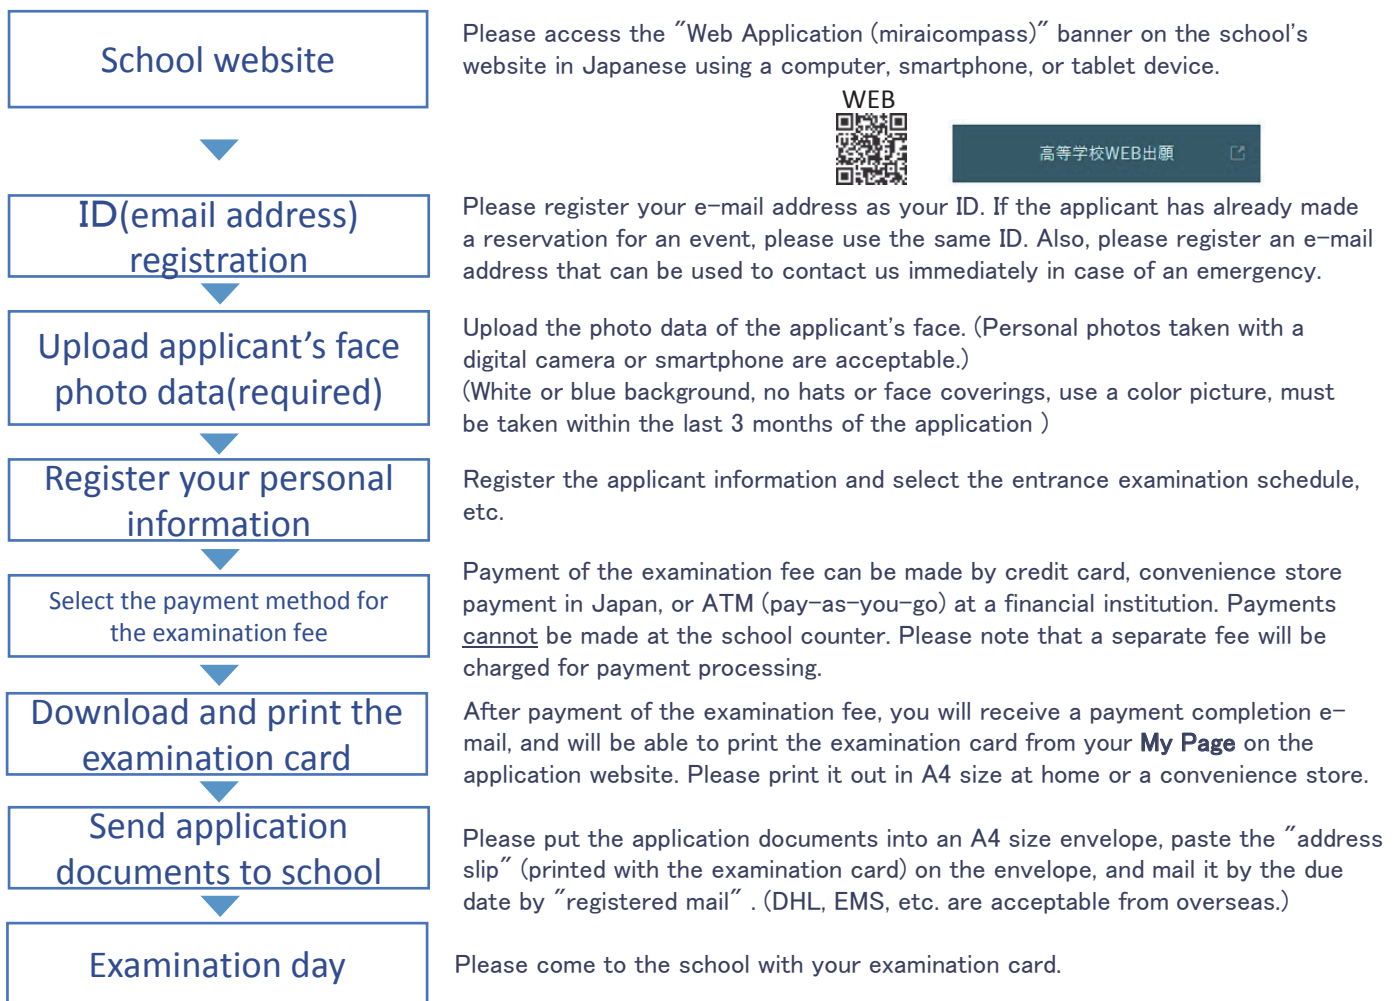 School website
Please access the "Web Application (miraicompass)" banner on the school's
website in Japanese using a computer, smartphone, or tablet device.
WEB
高等学校WEB出願
ID(email address)
registration
Please register your e-mail address as your ID. If the applicant has already made
a reservation for an event, please use the same ID. Also, please register an e-mail
address that can be used to contact us immediately in case of an emergency.
Upload applicant's face
photo data(required)
Upload the photo data of the applicant's face. (Personal photos taken with a
digital camera or smartphone are acceptable.)
(White or blue background, no hats or face coverings, use a color picture, must
be taken within the last 3 months of the application )
Register your personal
information
Register the applicant information and select the entrance examination schedule,
etc.
Select the payment method for
the examination fee
Payment of the examination fee can be made by credit card, convenience store
payment in Japan, or ATM (pay-as-you-go) at a financial institution. Payments
cannot be made at the school counter. Please note that a separate fee will be
charged for payment processing.
Download and print the
examination card
After payment of the examination fee, you will receive a payment completion e-
mail, and will be able to print the examination card from your My Page on the
application website. Please print it out in A4 size at home or a convenience store.
Send application
documents to school
Please put the application documents into an A4 size envelope, paste the "address
slip" (printed with the examination card) on the envelope, and mail it by the due
date by "registered mail" . (DHL, EMS, etc. are acceptable from overseas.)
Examination day
Please come to the school with your examination card.